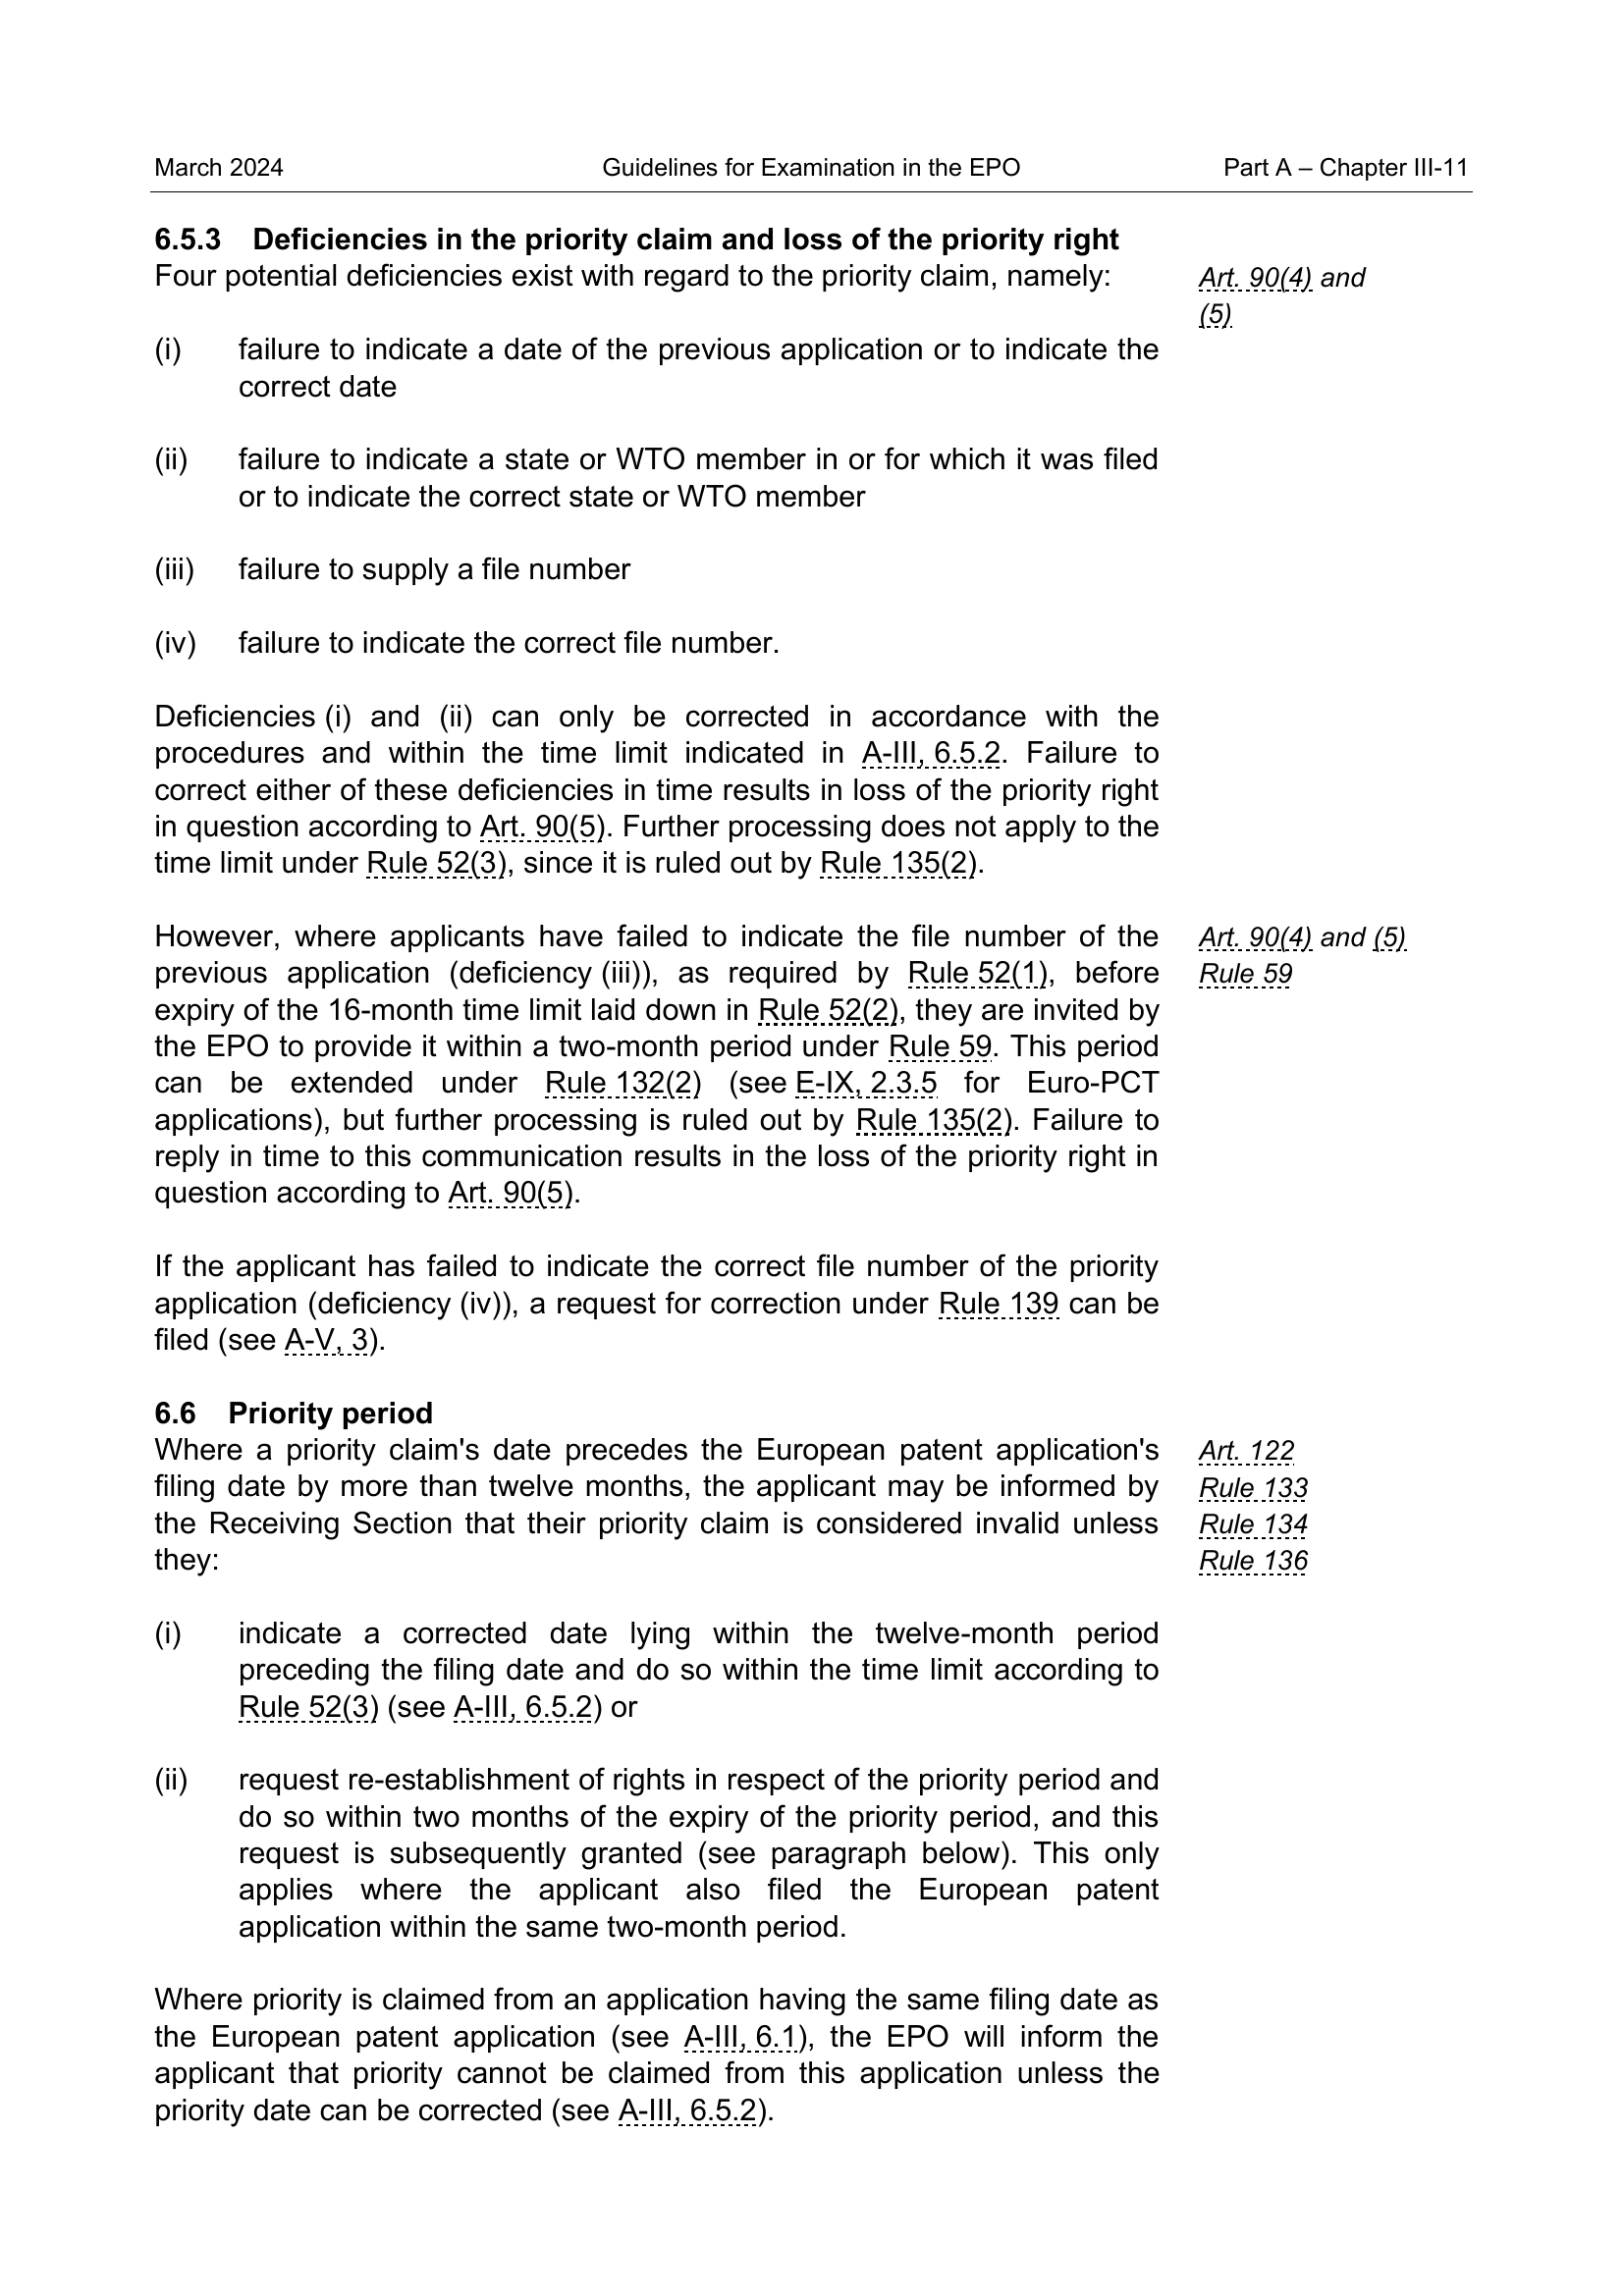 March 2024 Guidelines for Examination in the EPO Part A – Chapter III-11
6.5.3 Deficiencies in the priority claim and loss of the priority right
Four potential deficiencies exist with regard to the priority claim, namely:
Art. 90(4) and
(5)
(i) failure to indicate a date of the previous application or to indicate the
correct date
(ii) failure to indicate a state or WTO member in or for which it was filed
or to indicate the correct state or WTO member
(iii) failure to supply a file number
(iv) failure to indicate the correct file number.
Deficiencies (i) and (ii) can only be corrected in accordance with the
procedures and within the time limit indicated in A-III, 6.5.2. Failure to
correct either of these deficiencies in time results in loss of the priority right
in question according to Art. 90(5). Further processing does not apply to the
time limit under Rule 52(3), since it is ruled out by Rule 135(2).
However, where applicants have failed to indicate the file number of the
previous application (deficiency (iii)), as required by Rule 52(1), before
expiry of the 16-month time limit laid down in Rule 52(2), they are invited by
the EPO to provide it within a two-month period under Rule 59. This period
can be extended under Rule 132(2) (see E-IX, 2.3.5 for Euro-PCT
applications), but further processing is ruled out by Rule 135(2). Failure to
reply in time to this communication results in the loss of the priority right in
question according to Art. 90(5).
Art. 90(4) and (5)
Rule 59
If the applicant has failed to indicate the correct file number of the priority
application (deficiency (iv)), a request for correction under Rule 139 can be
filed (see A-V, 3).
6.6 Priority period
Where a priority claim's date precedes the European patent application's
filing date by more than twelve months, the applicant may be informed by
the Receiving Section that their priority claim is considered invalid unless
they:
Art. 122
Rule 133
Rule 134
Rule 136
(i) indicate a corrected date lying within the twelve-month period
preceding the filing date and do so within the time limit according to
Rule 52(3) (see A-III, 6.5.2) or
(ii) request re-establishment of rights in respect of the priority period and
do so within two months of the expiry of the priority period, and this
request is subsequently granted (see paragraph below). This only
applies where the applicant also filed the European patent
application within the same two-month period.
Where priority is claimed from an application having the same filing date as
the European patent application (see A-III, 6.1), the EPO will inform the
applicant that priority cannot be claimed from this application unless the
priority date can be corrected (see A-III, 6.5.2).